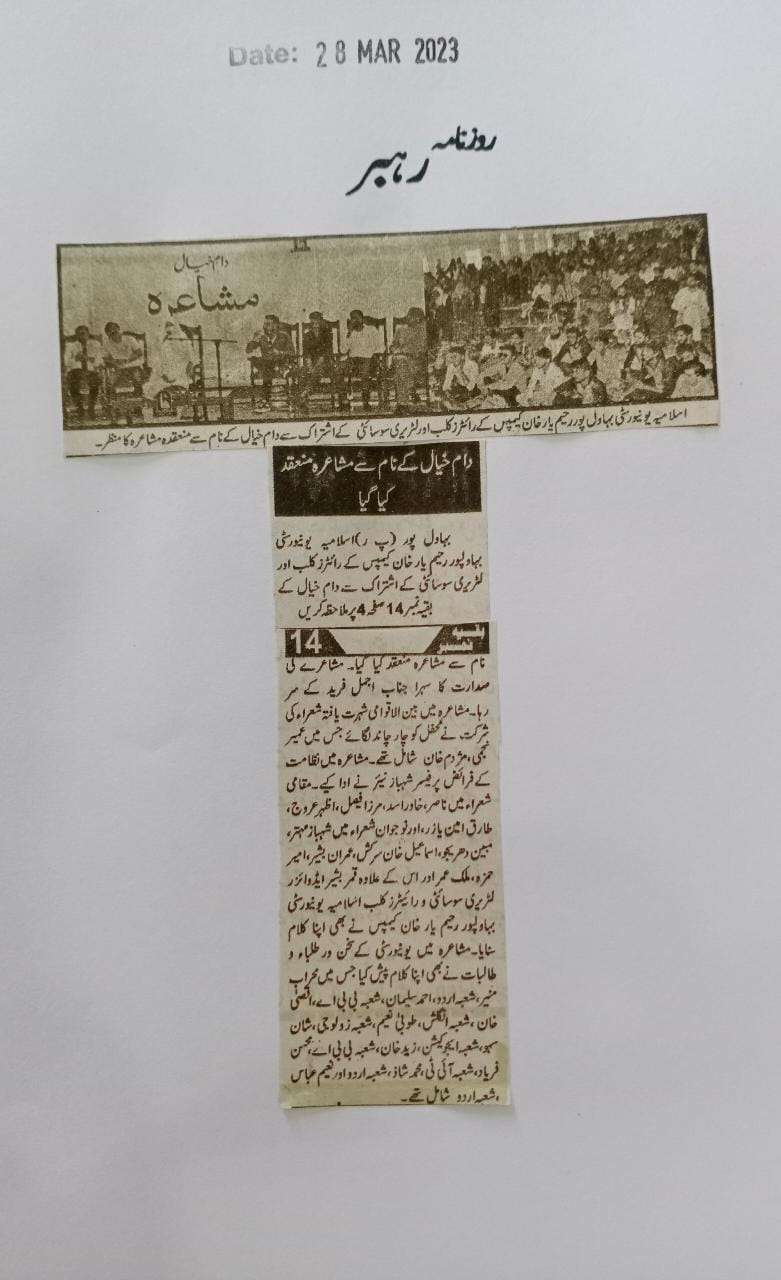 Date: 28 MAR 2023
روزنامہ رہبر
دام خیال
مشاعرہ
اسلامیہ یونیورسٹی بہاول پور رحیم یار خان کیمپس کے رائٹرز کلب اور لٹریری سوسائٹی کے اشتراک سے دام خیال کے نام سے منعقدہ مشاعرہ کا منظر۔
دام خیال کے نام سے مشاعرہ منعقد
کیا گیا
بہاول پور (پ ر) اسلامیہ یونیورسٹی
بہاولپور رحیم یار خان کیمپس کے رائٹرز کلب اور
لٹریری سوسائٹی کے اشتراک سے دام خیال کے
بقیہ نمبر 14 صفحہ 4 پر ملاحظہ کریں
بقیہ نمبر 14
نام سے مشاعرہ منعقد کیا گیا۔ مشاعرے کی
صدارت کا سہرا جناب اجمل فرید کے سر
رہا۔ مشاعرہ میں بین الاقوامی شہرت یافتہ شعراء کی
شرکت نے محفل کو چار چاند لگائے جس میں عمیر
نجمی، مژدم خان شامل تھے۔ مشاعرہ میں نظامت
کے فرائض پرفیسر شہباز نیئر نے ادا کیے۔ مقامی
شعراء میں ناصر، خاور اسد، مرزا فیصل، اظہر عروج،
طارق امین یازر، اور نوجوان شعراء میں شہباز مہتر،
مبین دھریجو، اسماعیل خان سرکش، عمران بشیر، امیر
حمزہ، ملک عمر اور اس کے علاوہ قمر بشیر ایڈوائزر
لٹریری سوسائٹی و رائیٹرز کلب اسلامیہ یونیورسٹی
بہاولپور رحیم یار خان کیمپس نے بھی اپنا کلام
سنایا۔ مشاعرہ میں یونیورسٹی کے سخن ور طلباء و
طالبات نے بھی اپنا کلام پیش کیا جس میں محراب
منیر، شعبہ اردو، احمد سلیمان، شعبہ بی بی اے، اقصیٰ
خان، شعبہ انگلش، طوبیٰ نعیم، شعبہ زولوجی، شان
سہو، شعبہ ایجوکیشن، زید خان، شعبہ بی بی اے، محسن
فریاد، شعبہ آئی ٹی، محمد شاذ، شعبہ اردو اور نعیم عباس
، شعبہ اردو شامل تھے۔